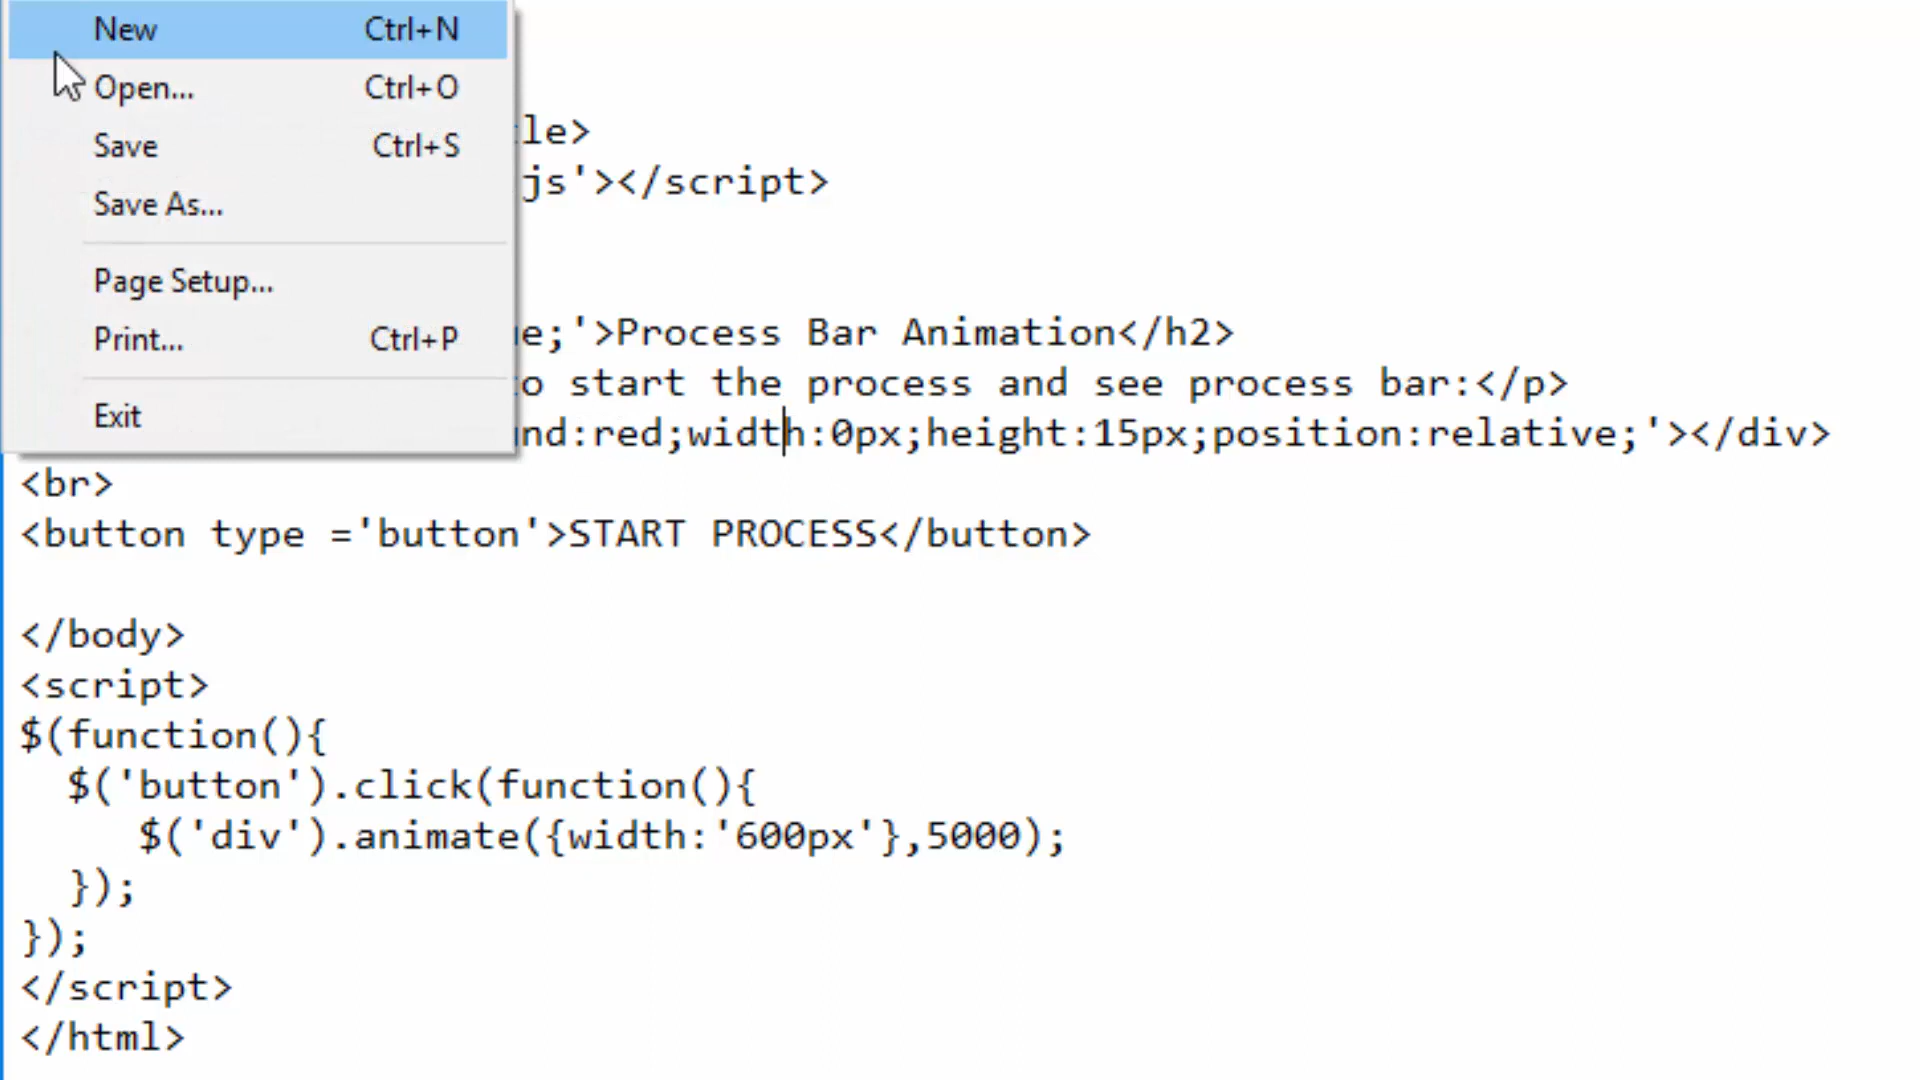 New Ctrl+N
Open... Ctrl+O
Save Ctrl+S
Save As...
Page Setup...
Print... Ctrl+P
Exit
le>
js'></script>
e;'>Process Bar Animation</h2>
o start the process and see process bar:</p>
nd:red;width:0px;height:15px;position:relative;'></div>
<br>
<button type ='button'>START PROCESS</button>
</body>
<script>
$(function(){
$('button').click(function(){
$('div').animate({width:'600px'},5000);
});
});
</script>
</html>